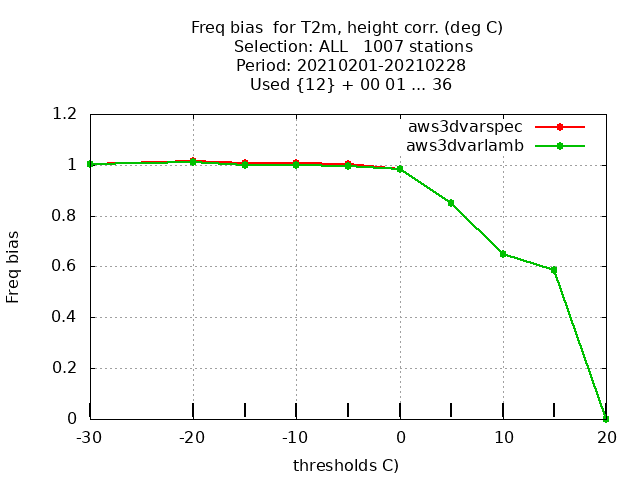 Freq bias  for T2m, height corr. (deg C)
Selection: ALL   1007 stations
Period: 20210201-20210228
Used {12} + 00 01 ... 36
1.2
aws3dvarspec
aws3dvarlamb
1
0.8
0.6
0.4
0.2
0
Freq bias
-30 -20 -10 0 10 20
thresholds C)